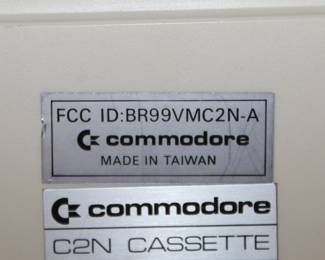 FCC ID:BR99VMC2N-A
commodore
MADE IN TAIWAN
commodore
C2N CASSETTE